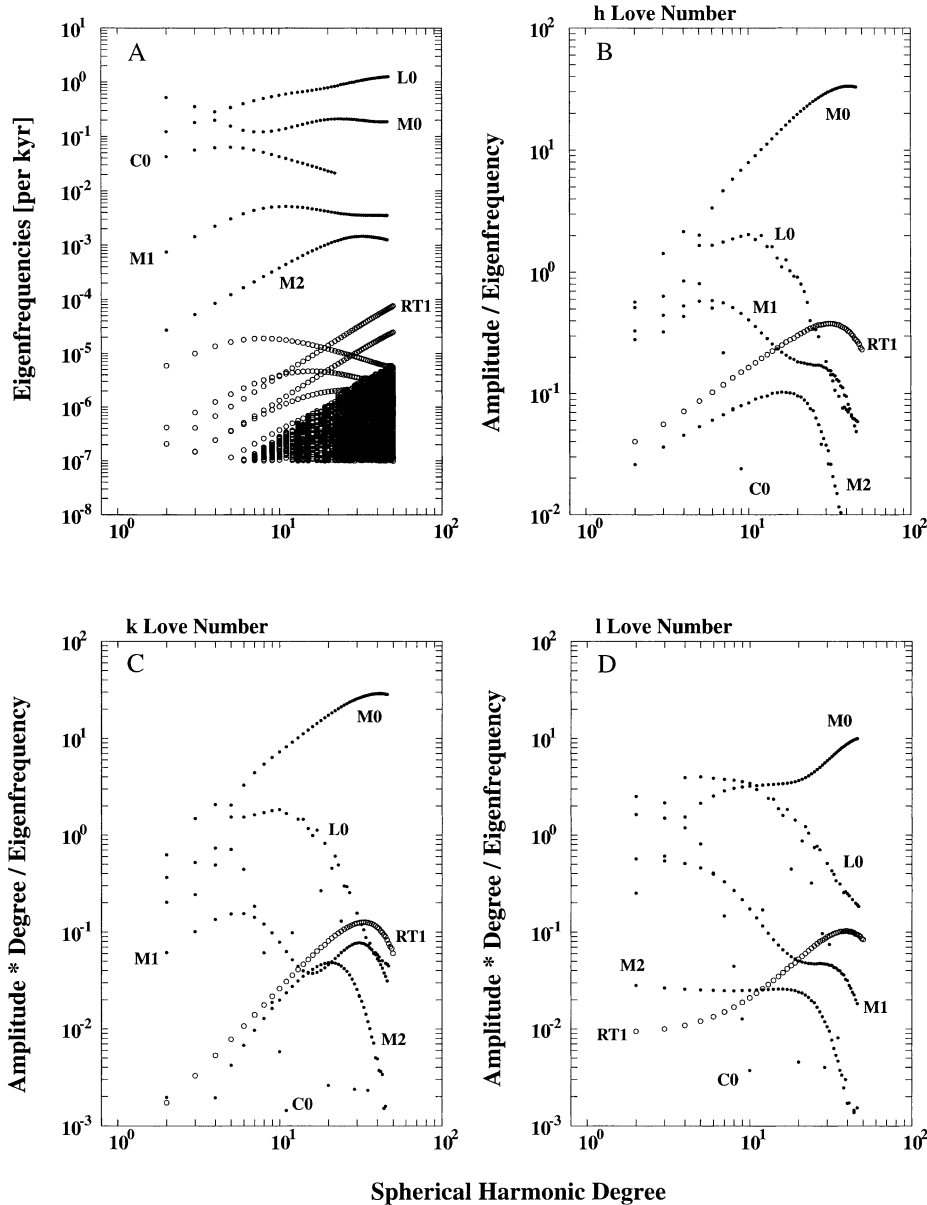 A
Eigenfrequencies [per kyr]
10^1
10^0
10^-1
10^-2
10^-3
10^-4
10^-5
10^-6
10^-7
10^-8
L0
M0
C0
M1
M2
RT1
10^0 10^1 10^2
h Love Number
B
Amplitude / Eigenfrequency
10^2
10^1
10^0
10^-1
10^-2
M0
L0
M1
RT1
C0
M2
10^0 10^1 10^2
k Love Number
C
Amplitude * Degree / Eigenfrequency
10^2
10^1
10^0
10^-1
10^-2
10^-3
M0
L0
RT1
M1
M2
C0
10^0 10^1 10^2
l Love Number
D
Amplitude * Degree / Eigenfrequency
10^2
10^1
10^0
10^-1
10^-2
10^-3
M0
L0
M2
M1
RT1
C0
10^0 10^1 10^2
Spherical Harmonic Degree